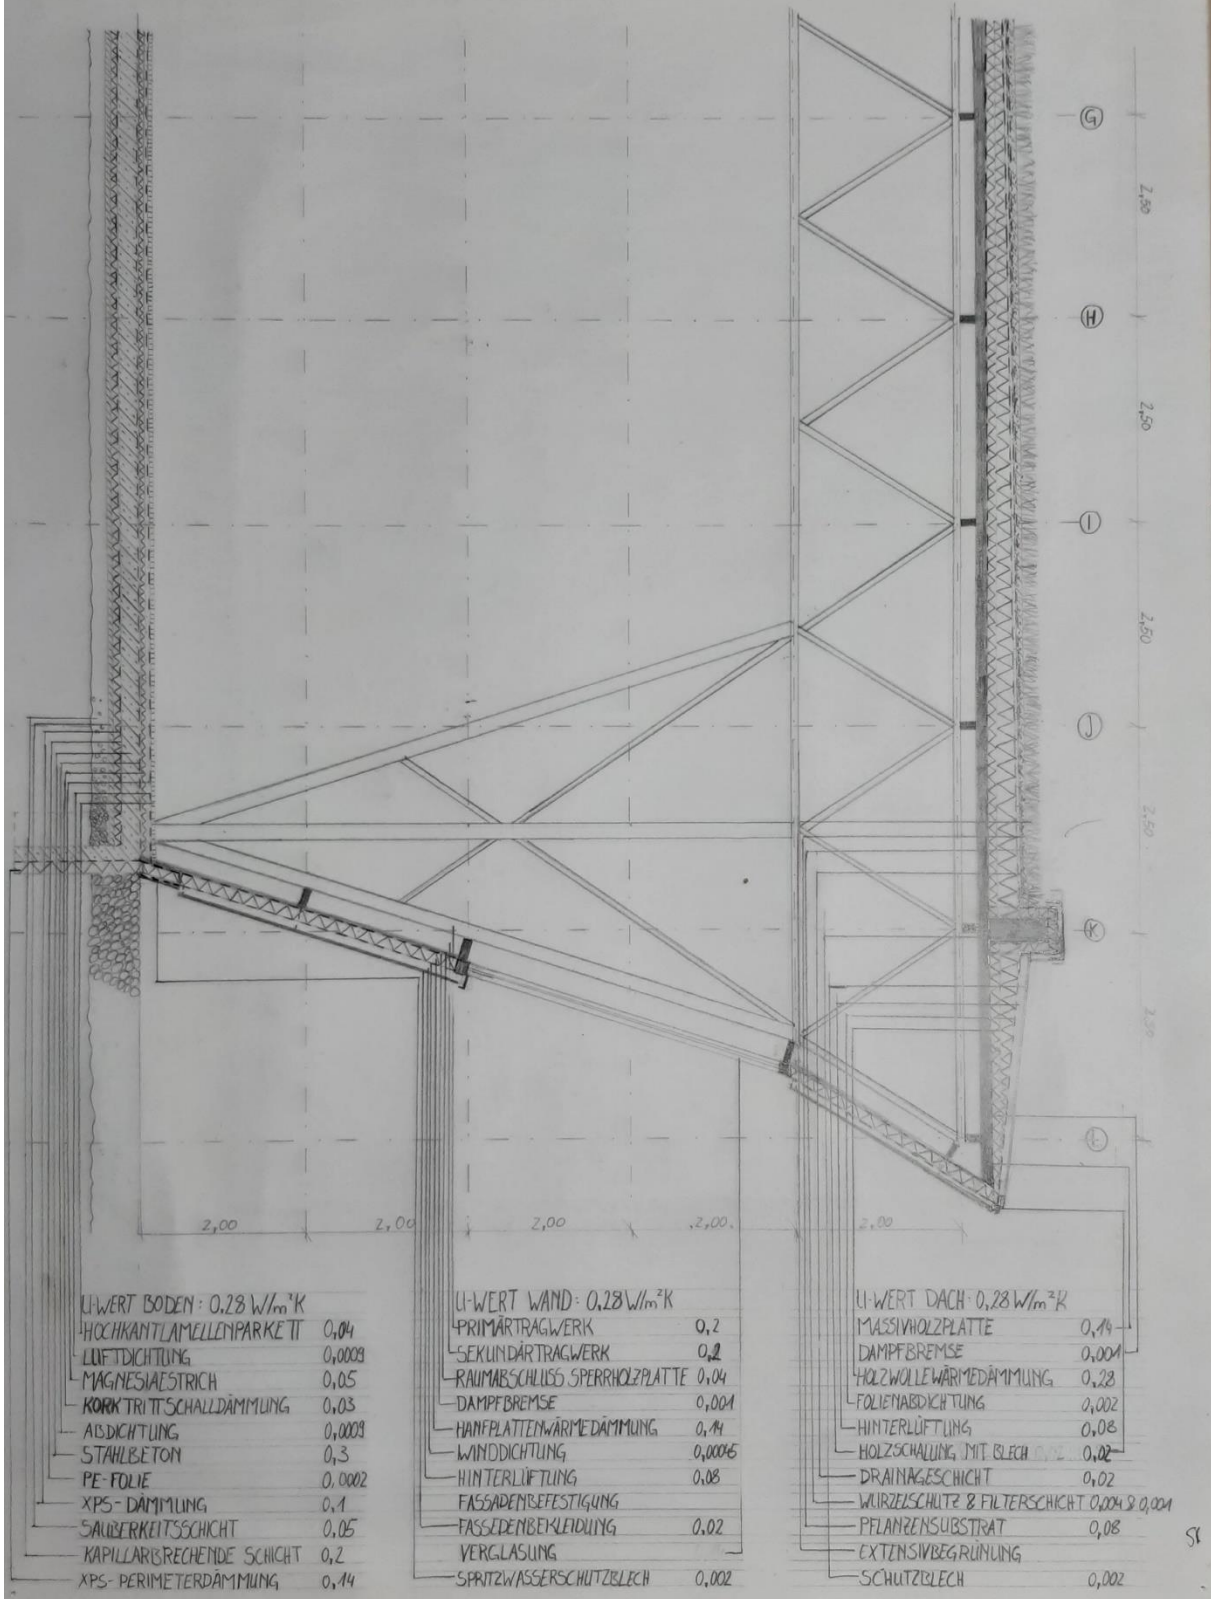 G
2,50
H
2,50
I
2,50
J
2,50
K
2,50
L
2,00
2,00
2,00
2,00
2,00
U-WERT BODEN: 0,28 W/m²K
HOCHKANTLAMELLENPARKETT 0,04
LUFTDICHTUNG 0,0009
MAGNESIAESTRICH 0,05
KORKTRITTSCHALLDÄMMUNG 0,03
ABDICHTUNG 0,0009
STAHLBETON 0,3
PE-FOLIE 0,0002
XPS-DÄMMUNG 0,1
SAUBERKEITSSCHICHT 0,05
KAPILLARBRECHENDE SCHICHT 0,2
XPS-PERIMETERDÄMMUNG 0,14
U-WERT WAND: 0,28 W/m²K
PRIMÄRTRAGWERK 0,2
SEKUNDÄRTRAGWERK 0,2
RAUMABSCHLUSS SPERRHOLZPLATTE 0,04
DAMPFBREMSE 0,001
HANFPLATTENWÄRMEDÄMMUNG 0,14
WINDDICHTUNG 0,00045
HINTERLÜFTUNG 0,08
FASSADENBEFESTIGUNG
FASSEDENBEKLEIDUNG 0,02
VERGLASUNG
SPRITZWASSERSCHUTZBLECH 0,002
U-WERT DACH: 0,28 W/m²K
MASSIVHOLZPLATTE 0,14
DAMPFBREMSE 0,001
HOLZWOLLEWÄRMEDÄMMUNG 0,28
FOLIENABDICHTUNG 0,002
HINTERLÜFTUNG 0,08
HOLZSCHALUNG MIT BLECH 0,02
DRAINAGESCHICHT 0,02
WURZELSCHUTZ & FILTERSCHICHT 0,004 & 0,001
PFLANZENSUBSTRAT 0,08
EXTENSIVBEGRÜNUNG
SCHUTZBLECH 0,002